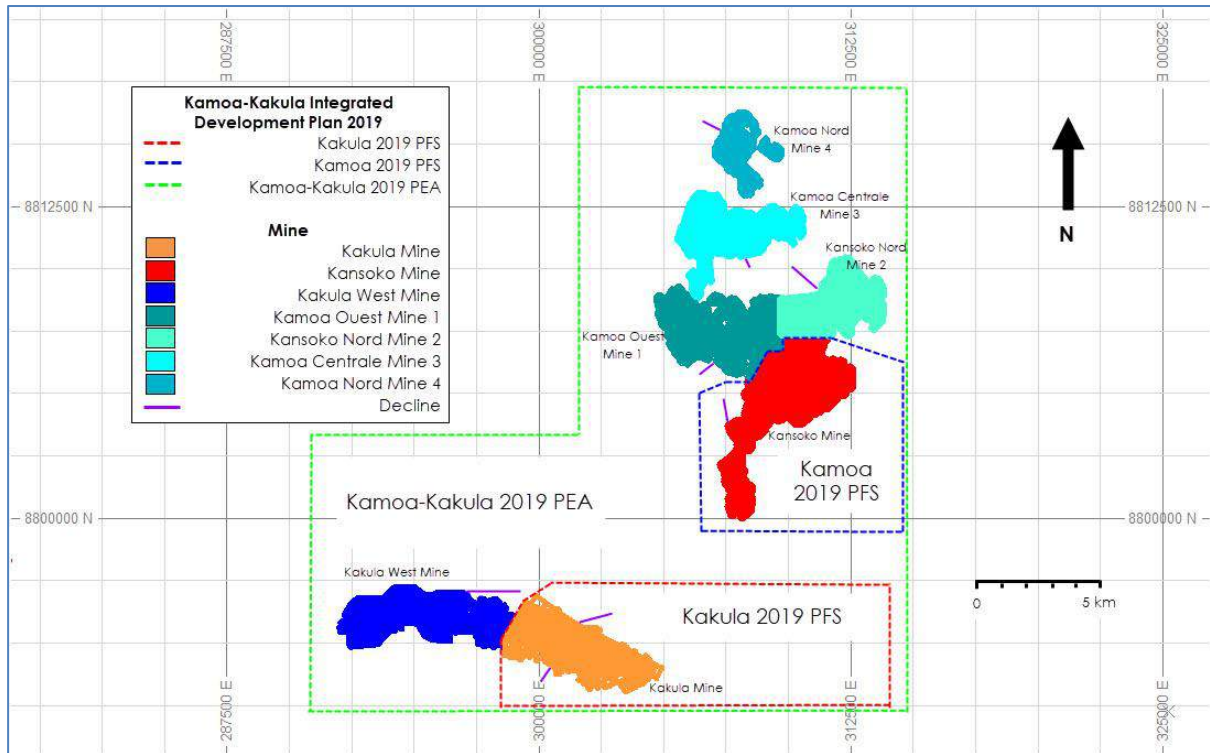 287500 E
300000 E
312500 E
325000 E
Kamoa-Kakula Integrated
Development Plan 2019
Kakula 2019 PFS
Kamoa 2019 PFS
Kamoa-Kakula 2019 PEA
Mine
Kakula Mine
Kansoko Mine
Kakula West Mine
Kamoa Ouest Mine 1
Kansoko Nord Mine 2
Kamoa Centrale Mine 3
Kamoa Nord Mine 4
Decline
Kamoa Nord
Mine 4
N
8812500 N
8812500 N
Kamoa Centrale
Mine 3
Kansoko Nord
Mine 2
Kamoa Ouest
Mine 1
Kansoko Mine
Kamoa
2019 PFS
Kamoa-Kakula 2019 PEA
8800000 N
8800000 N
Kakula West Mine
0
5 km
Kakula 2019 PFS
Kakula Mine
287500 E
300000 E
312500 E
325000 E